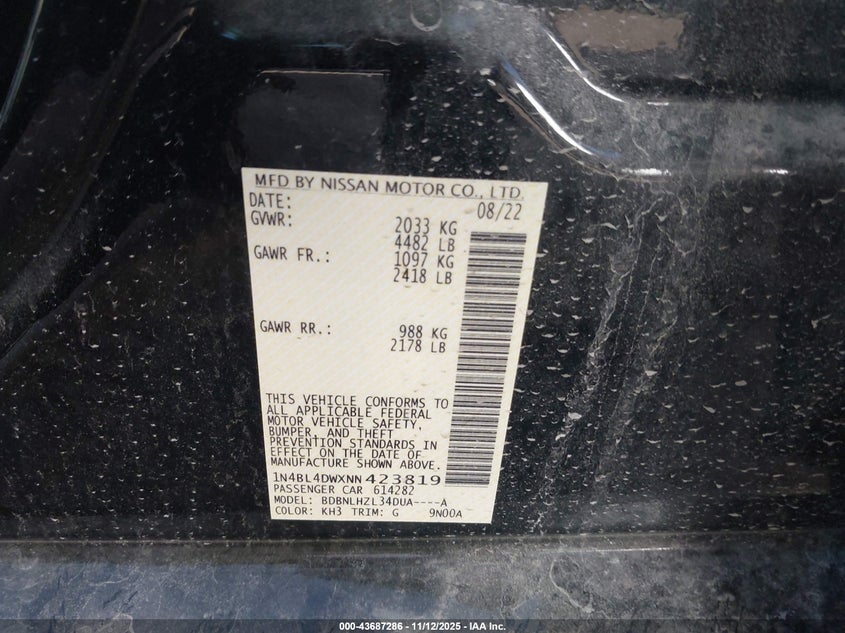 MFD BY NISSAN MOTOR CO., LTD.
DATE: 08/22
GVWR: 2033 KG
4482 LB
GAWR FR.: 1097 KG
2418 LB
GAWR RR.: 988 KG
2178 LB
THIS VEHICLE CONFORMS TO
ALL APPLICABLE FEDERAL
MOTOR VEHICLE SAFETY,
BUMPER, AND THEFT
PREVENTION STANDARDS IN
EFFECT ON THE DATE OF
MANUFACTURE SHOWN ABOVE.
1N4BL4DWXNN423819
PASSENGER CAR 614282
MODEL: BDBNLHZL34DUA----A
COLOR: KH3 TRIM: G 9N00A
000-43687286 - 11/12/2025 - IAA Inc.